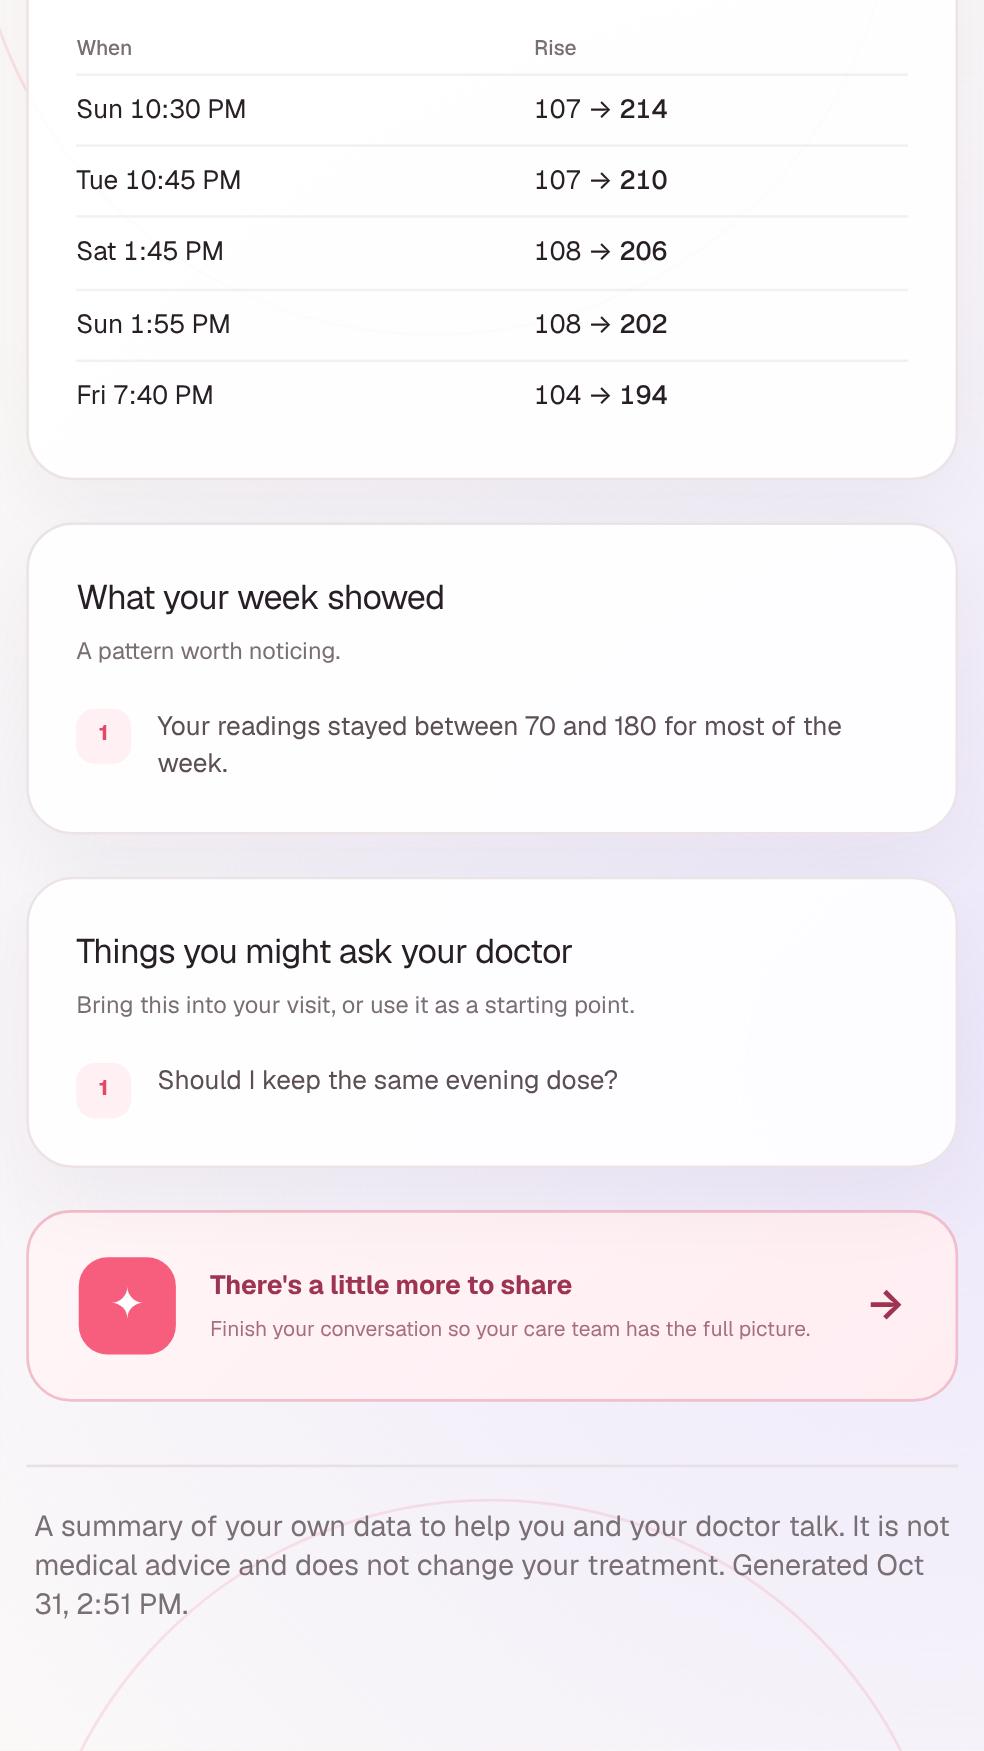 When Rise
Sun 10:30 PM 107 → 214
Tue 10:45 PM 107 → 210
Sat 1:45 PM 108 → 206
Sun 1:55 PM 108 → 202
Fri 7:40 PM 104 → 194
What your week showed
A pattern worth noticing.
1 Your readings stayed between 70 and 180 for most of the
week.
Things you might ask your doctor
Bring this into your visit, or use it as a starting point.
1 Should I keep the same evening dose?
There's a little more to share
Finish your conversation so your care team has the full picture.
A summary of your own data to help you and your doctor talk. It is not
medical advice and does not change your treatment. Generated Oct
31, 2:51 PM.